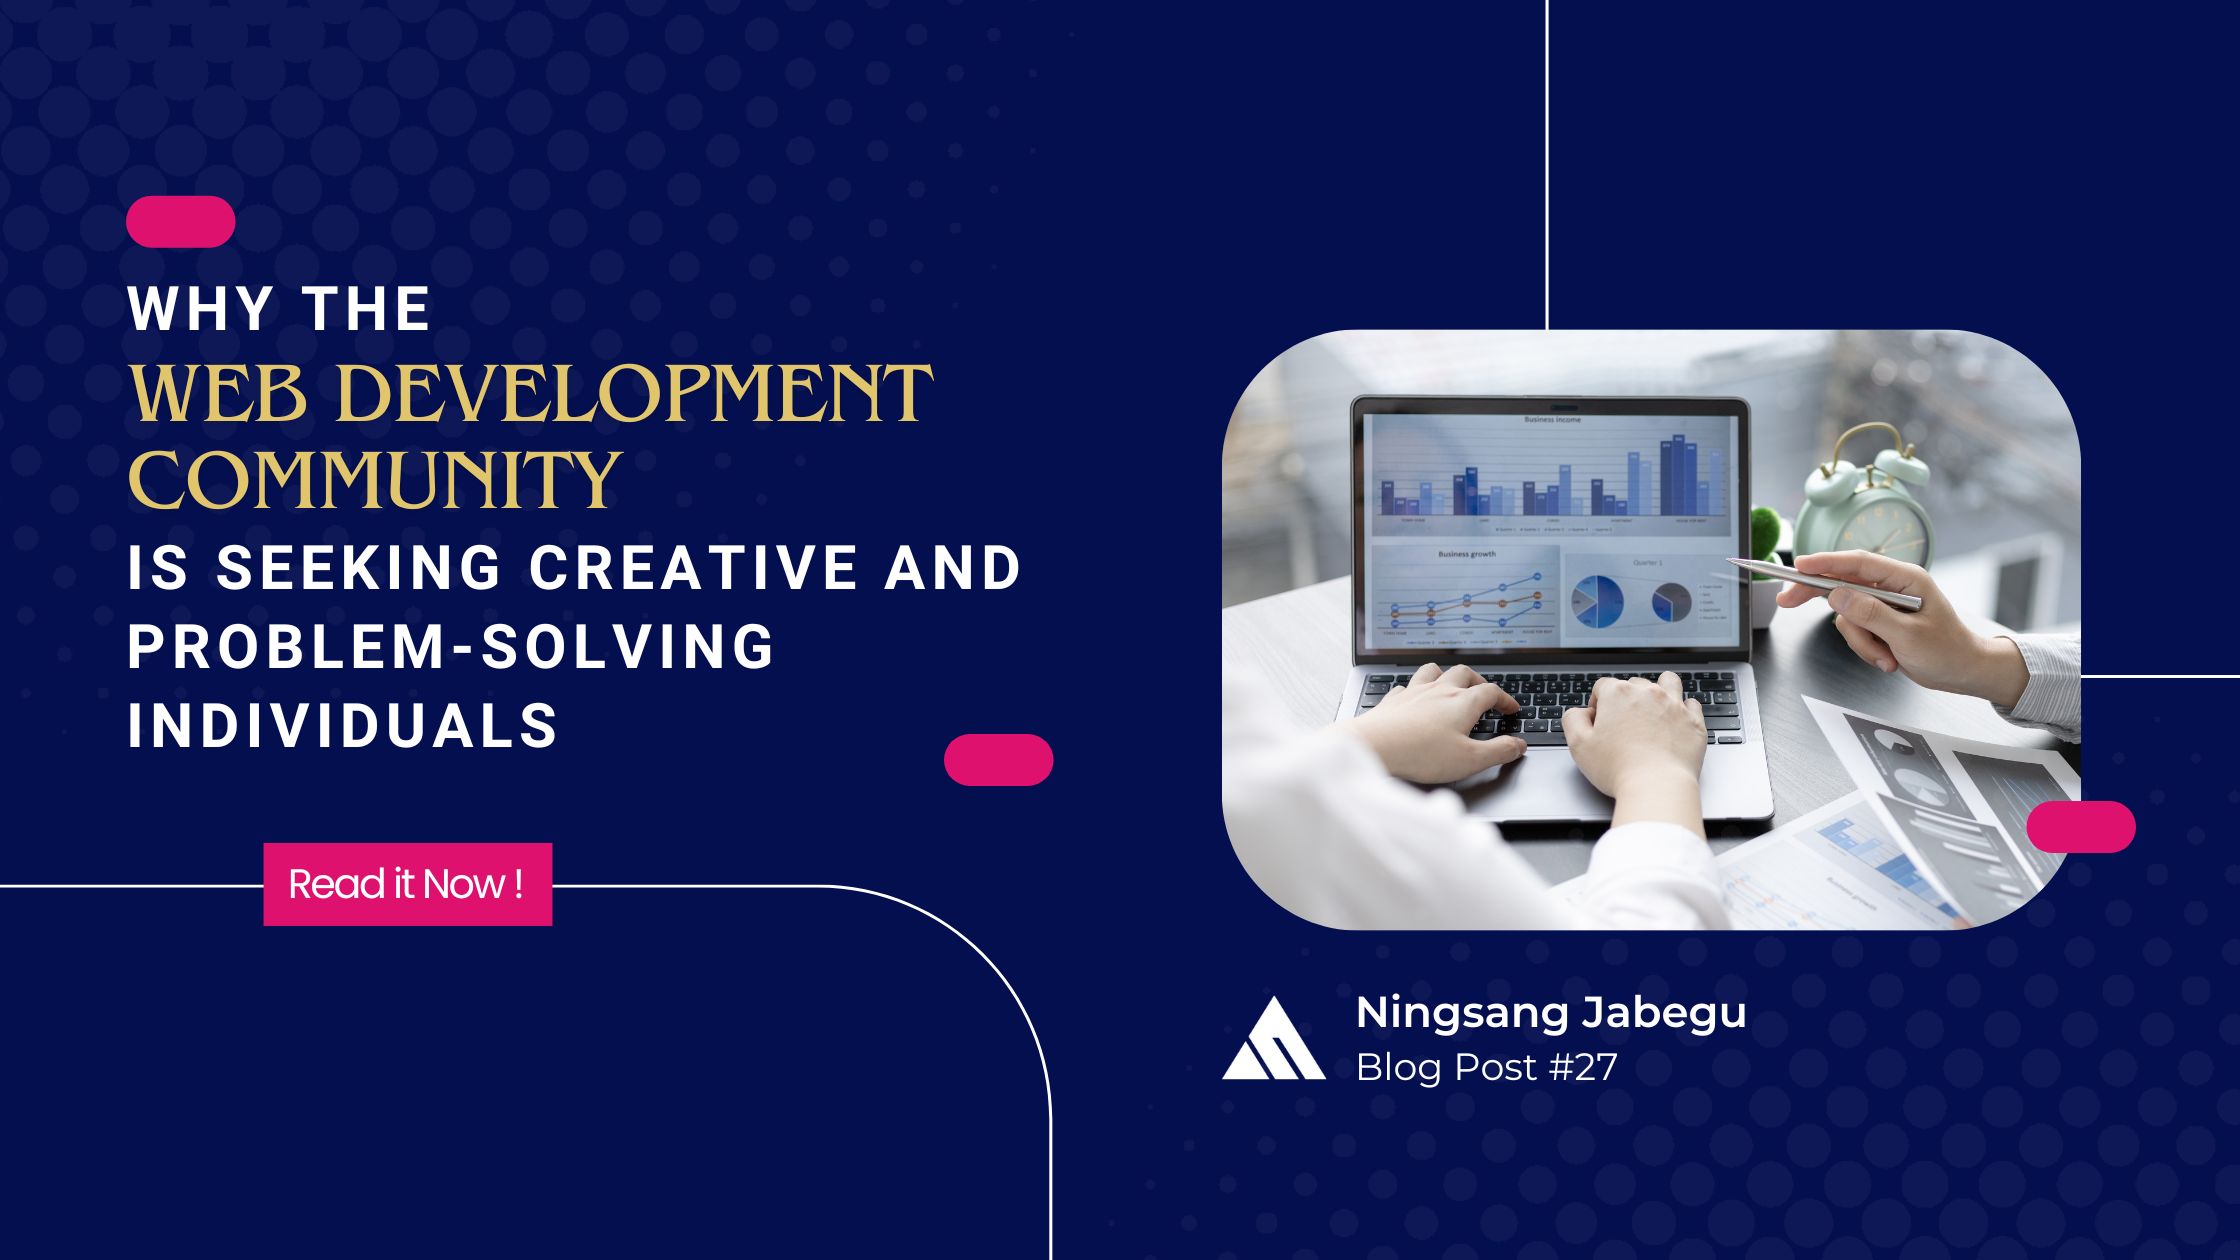 WHY THE
WEB DEVELOPMENT
COMMUNITY
IS SEEKING CREATIVE AND
PROBLEM-SOLVING
INDIVIDUALS
Read it Now !
Business income
Business growth
Quarter 1
Ningsang Jabegu
Blog Post #27